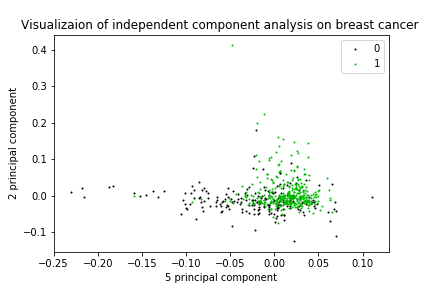 Visualizaion of independent component analysis on breast cancer
0
1
0.4
0.3
0.2
0.1
0.0
−0.1
2 principal component
−0.25 −0.20 −0.15 −0.10 −0.05 0.00 0.05 0.10
5 principal component